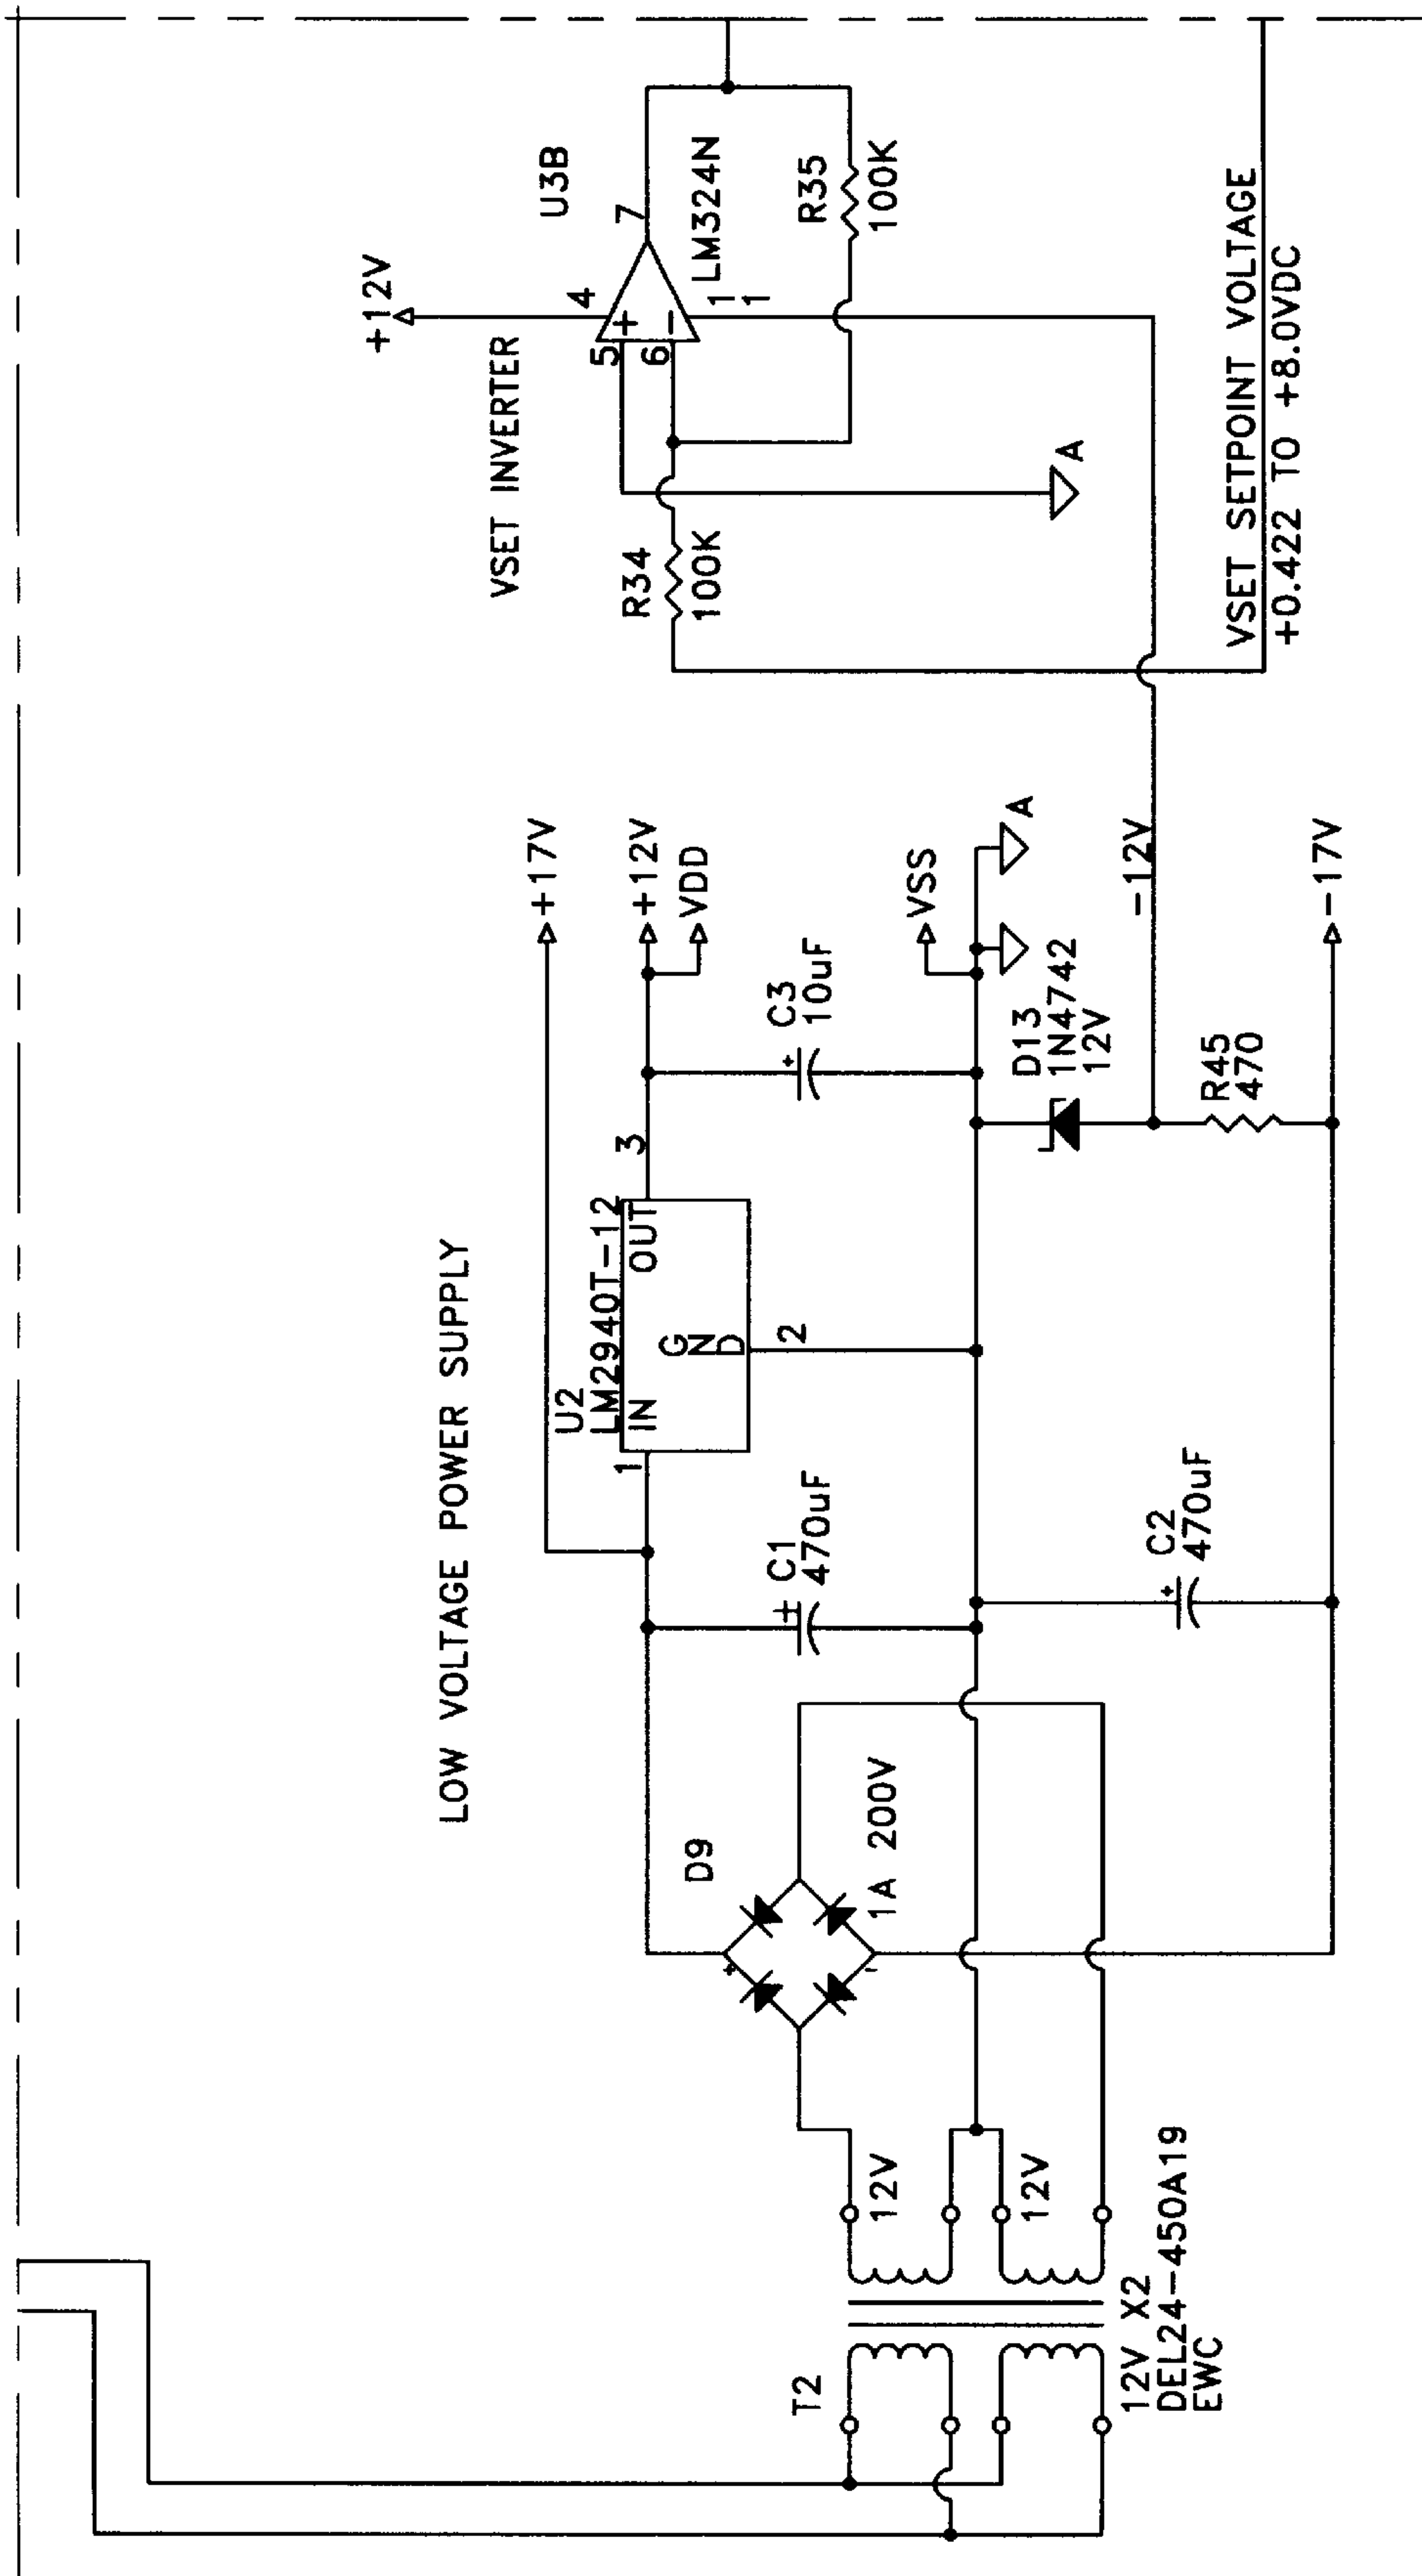 LOW VOLTAGE POWER SUPPLY
T2
12V X2
DEL24-450A19
EWC
12V
12V
D9
+
-
1A 200V
C1
470uF
+
C2
470uF
+
U2
LM2940T-12
IN
OUT
GND
1
2
3
C3
10uF
+
D13
1N4742
12V
R45
470
+17V
+12V
VDD
VSS
A
-12V
-17V
VSET INVERTER
+12V
U3B
LM324N
4
5
6
7
11
+
-
R34
100K
R35
100K
A
VSET SETPOINT VOLTAGE
+0.422 TO +8.0VDC